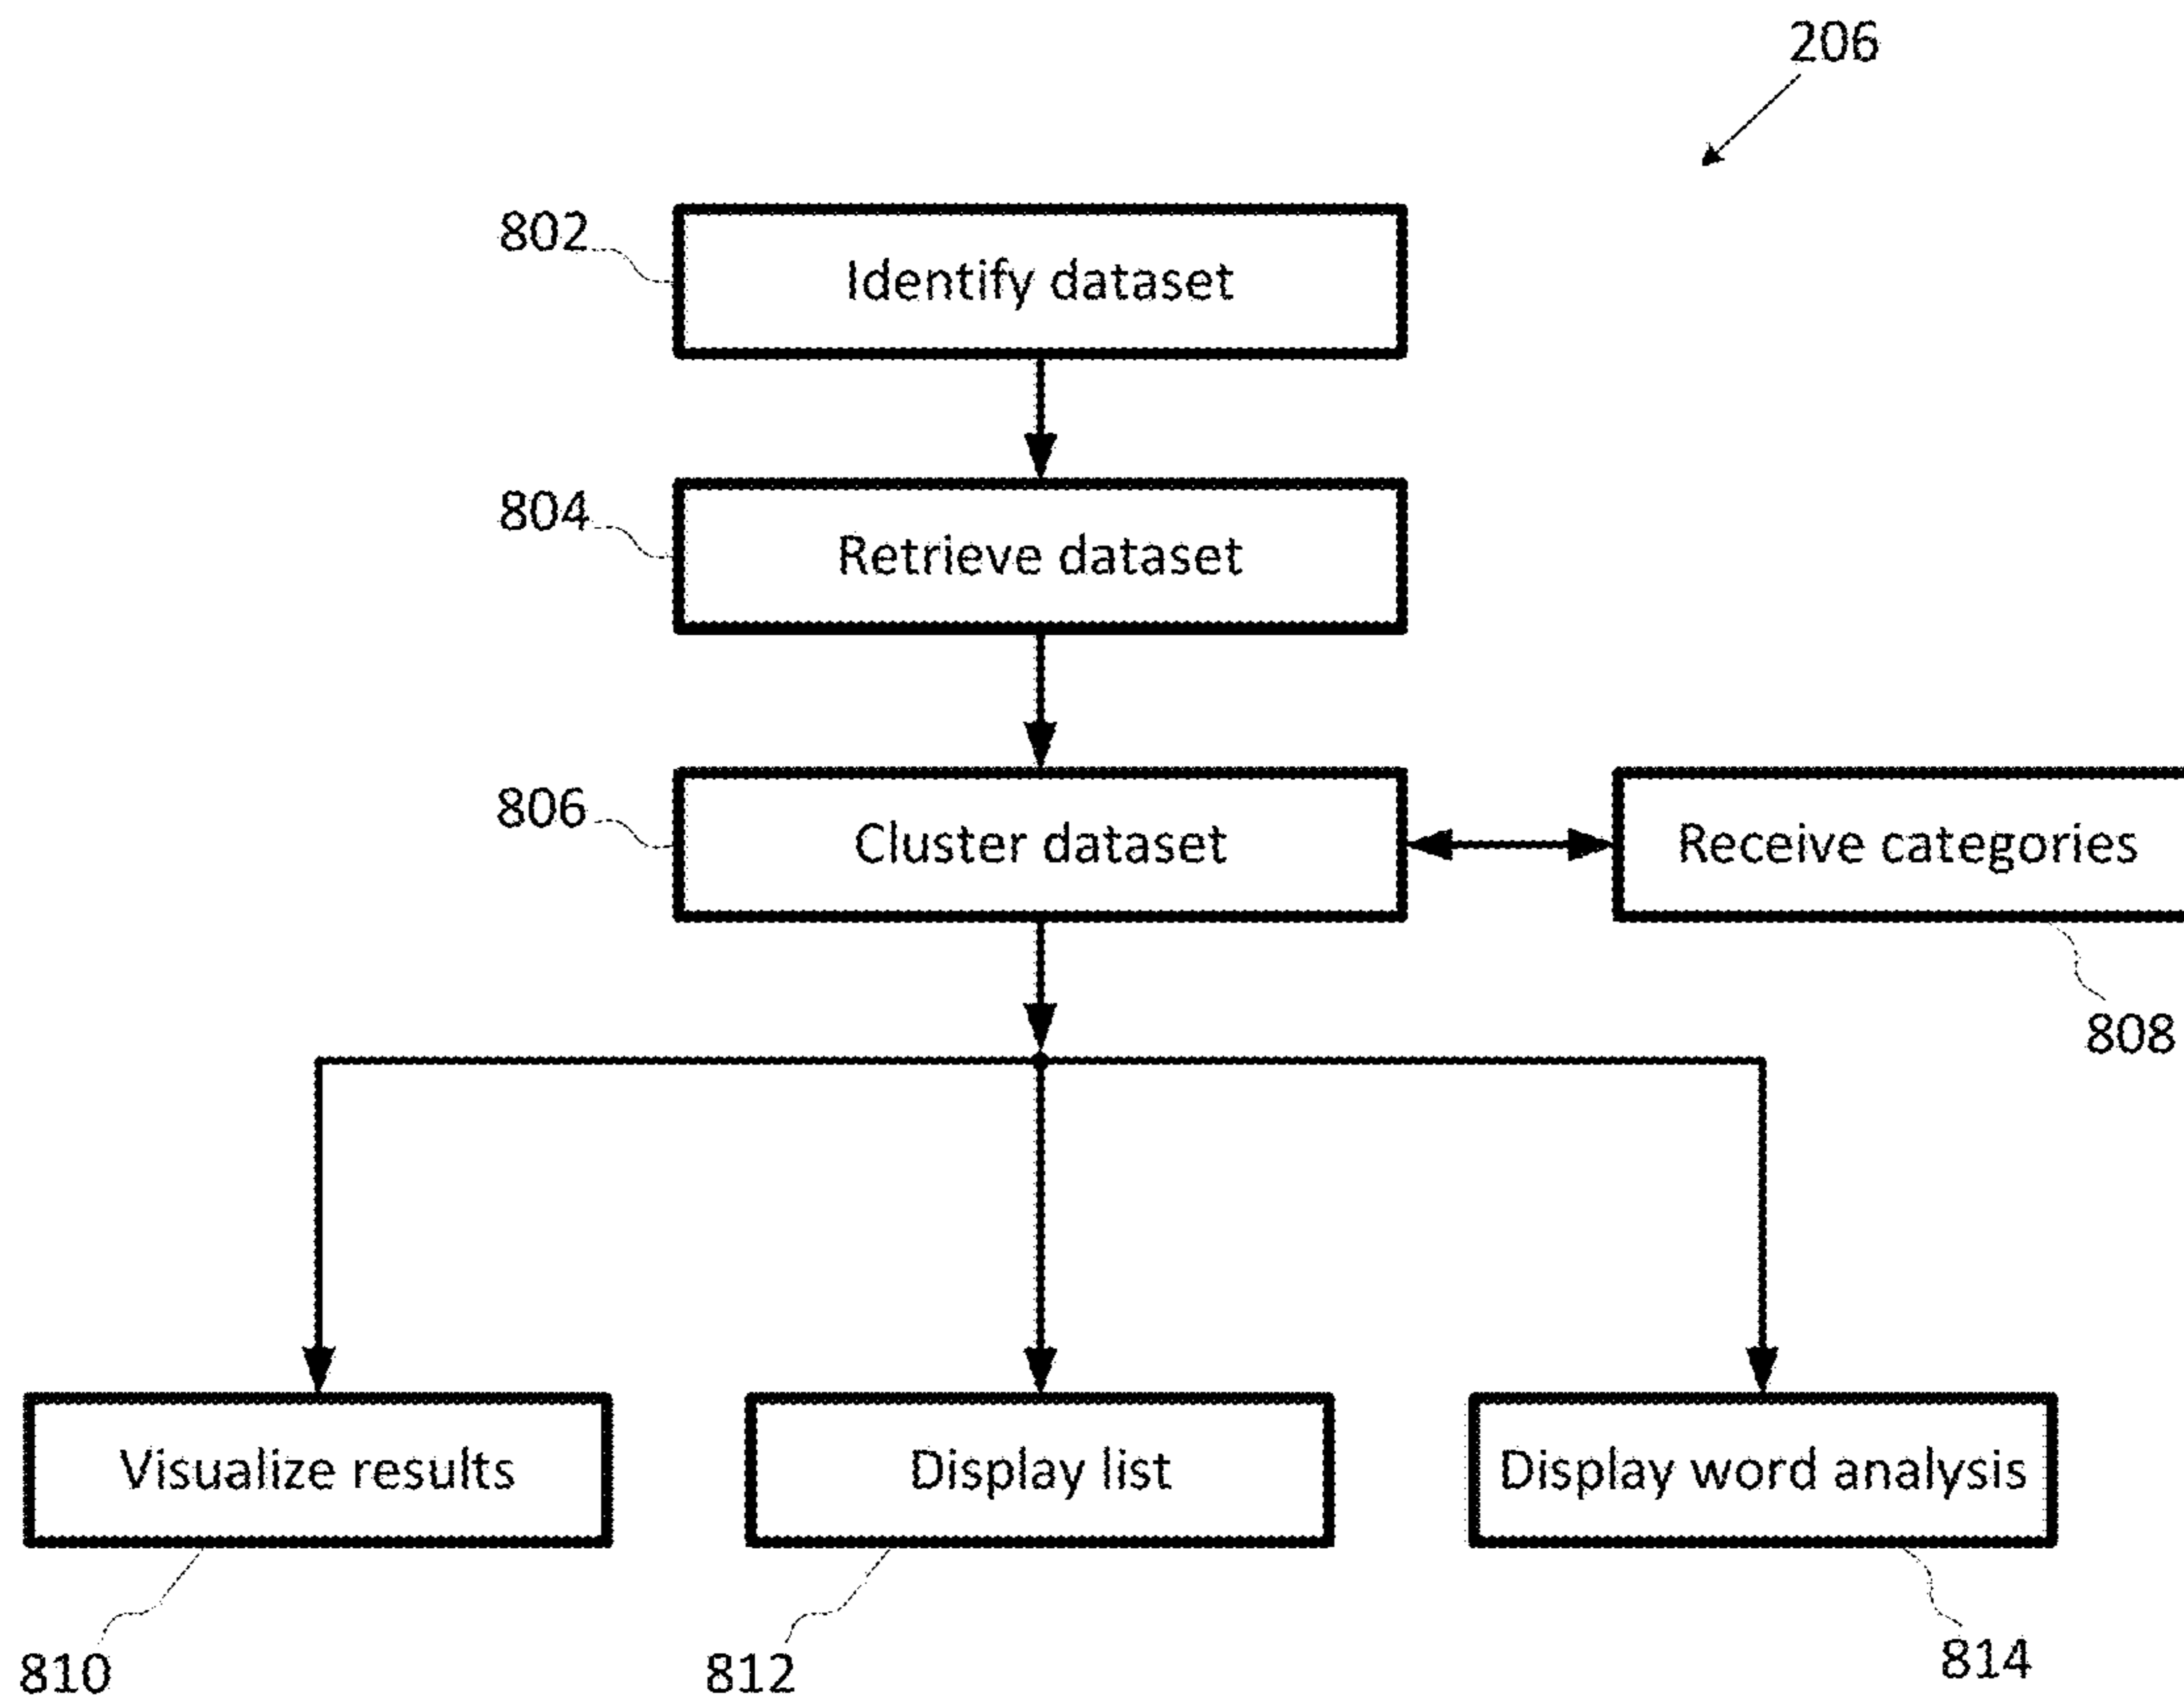 206
802
Identify dataset
804
Retrieve dataset
806
Cluster dataset
Receive categories
808
Visualize results
Display list
Display word analysis
810
812
814